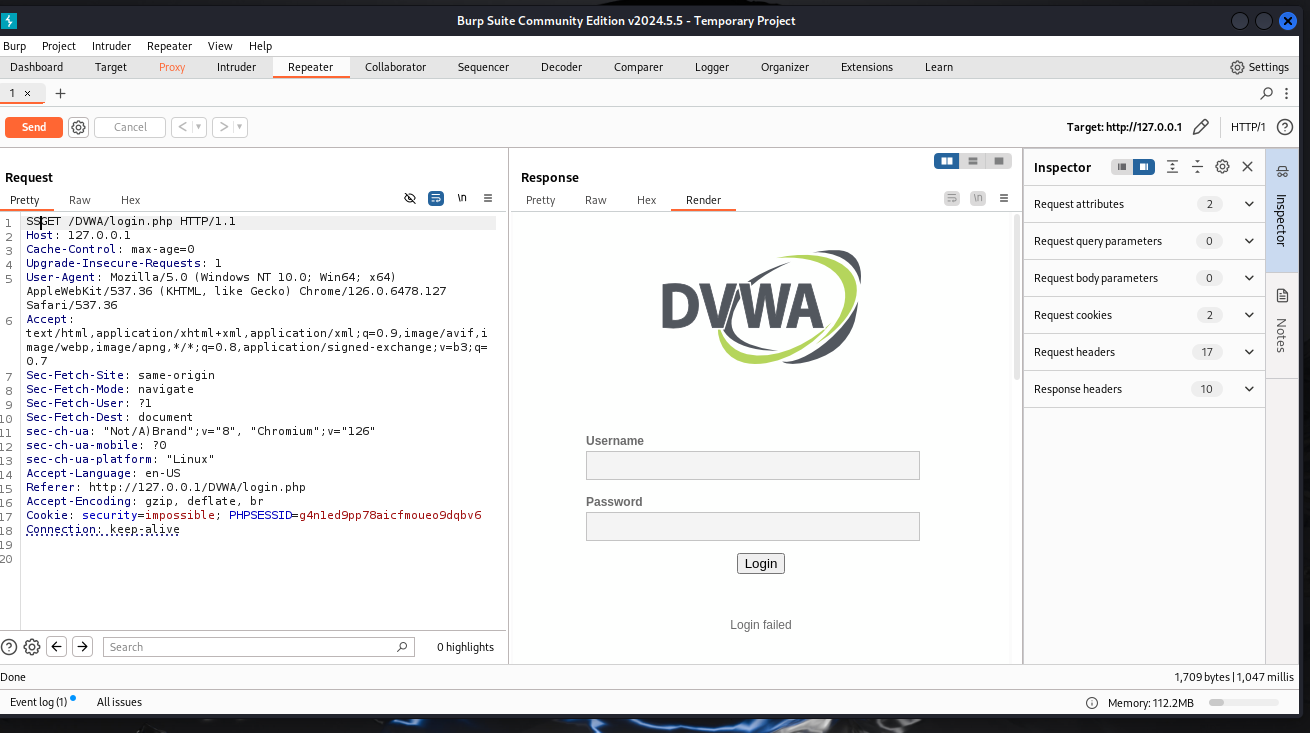 Burp Suite Community Edition v2024.5.5 - Temporary Project
Burp Project Intruder Repeater View Help
Dashboard Target Proxy Intruder Repeater Collaborator Sequencer Decoder Comparer Logger Organizer Extensions Learn Settings
1 × +
Send Cancel < > Target: http://127.0.0.1 HTTP/1
Request
Pretty Raw Hex \n
1 SSGET /DVWA/login.php HTTP/1.1
2 Host: 127.0.0.1
3 Cache-Control: max-age=0
4 Upgrade-Insecure-Requests: 1
5 User-Agent: Mozilla/5.0 (Windows NT 10.0; Win64; x64)
AppleWebKit/537.36 (KHTML, like Gecko) Chrome/126.0.6478.127
Safari/537.36
6 Accept:
text/html,application/xhtml+xml,application/xml;q=0.9,image/avif,i
mage/webp,image/apng,*/*;q=0.8,application/signed-exchange;v=b3;q=
0.7
7 Sec-Fetch-Site: same-origin
8 Sec-Fetch-Mode: navigate
9 Sec-Fetch-User: ?1
10 Sec-Fetch-Dest: document
11 sec-ch-ua: "Not/A)Brand";v="8", "Chromium";v="126"
12 sec-ch-ua-mobile: ?0
13 sec-ch-ua-platform: "Linux"
14 Accept-Language: en-US
15 Referer: http://127.0.0.1/DVWA/login.php
16 Accept-Encoding: gzip, deflate, br
17 Cookie: security=impossible; PHPSESSID=g4n1ed9pp78aicfmoueo9dqbv6
18 Connection: keep-alive
19
20
Search 0 highlights
Response
Pretty Raw Hex Render \n
DVWA
Username
Password
Login
Login failed
Inspector
Request attributes 2
Request query parameters 0
Request body parameters 0
Request cookies 2
Request headers 17
Response headers 10
Inspector
Notes
Done 1,709 bytes | 1,047 millis
Event log (1) All issues Memory: 112.2MB